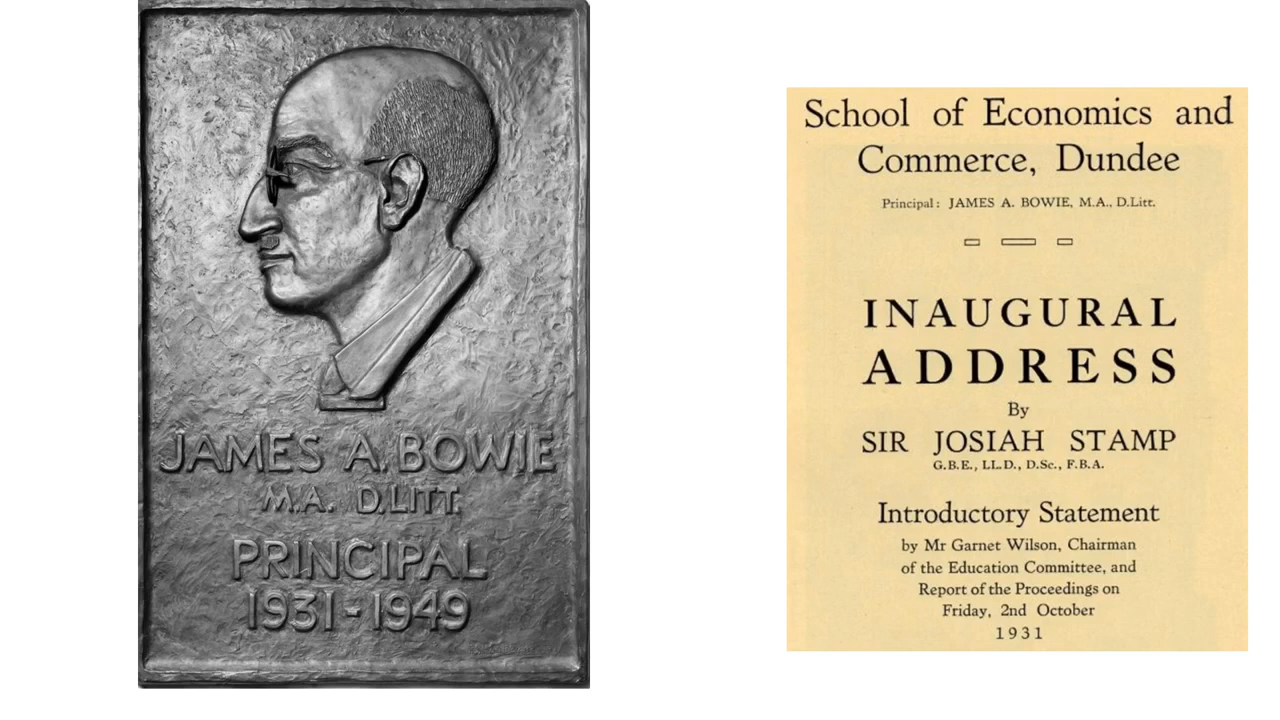 JAMES A. BOWIE
M.A. D.LITT.
PRINCIPAL
1931-1949
School of Economics and
Commerce, Dundee
Principal: JAMES A. BOWIE, M.A., D.Litt.
INAUGURAL
ADDRESS
By
SIR JOSIAH STAMP
G.B.E., LL.D., D.Sc., F.B.A.
Introductory Statement
by Mr Garnet Wilson, Chairman
of the Education Committee, and
Report of the Proceedings on
Friday, 2nd October
1931